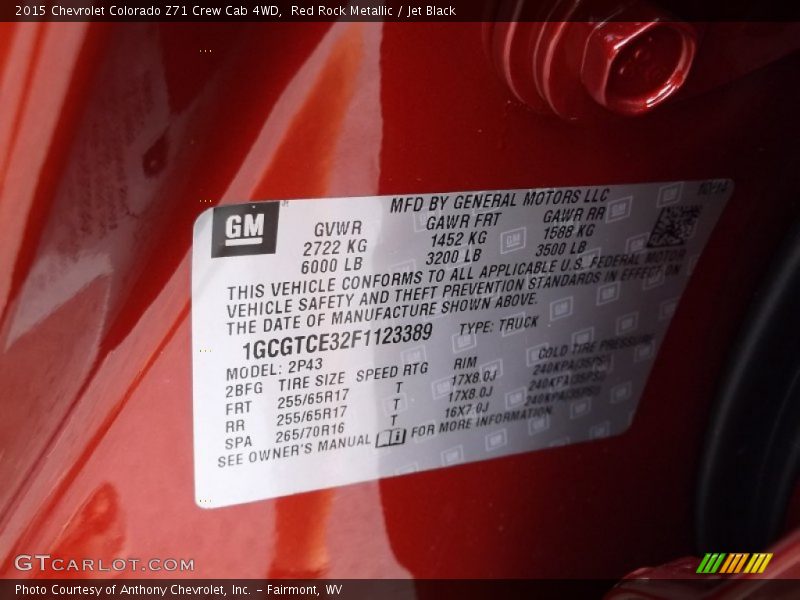 2015 Chevrolet Colorado Z71 Crew Cab 4WD,  Red Rock Metallic / Jet Black
MFD BY GENERAL MOTORS LLC 10/14
GM GVWR GAWR FRT GAWR RR
2722 KG 1452 KG 1588 KG
6000 LB 3200 LB 3500 LB
THIS VEHICLE CONFORMS TO ALL APPLICABLE U.S. FEDERAL MOTOR
VEHICLE SAFETY AND THEFT PREVENTION STANDARDS IN EFFECT ON
THE DATE OF MANUFACTURE SHOWN ABOVE.
1GCGTCE32F1123389 TYPE: TRUCK
MODEL: 2P43
2BFG TIRE SIZE SPEED RTG RIM COLD TIRE PRESSURE
FRT 255/65R17 T 17X8.0J 240KPA(35PSI)
RR 255/65R17 T 17X8.0J 240KPA(35PSI)
SPA 265/70R16 T 16X7.0J 240KPA(35PSI)
SEE OWNER'S MANUAL FOR MORE INFORMATION.
GTCARLOT.COM
Photo Courtesy of Anthony Chevrolet, Inc. - Fairmont, WV